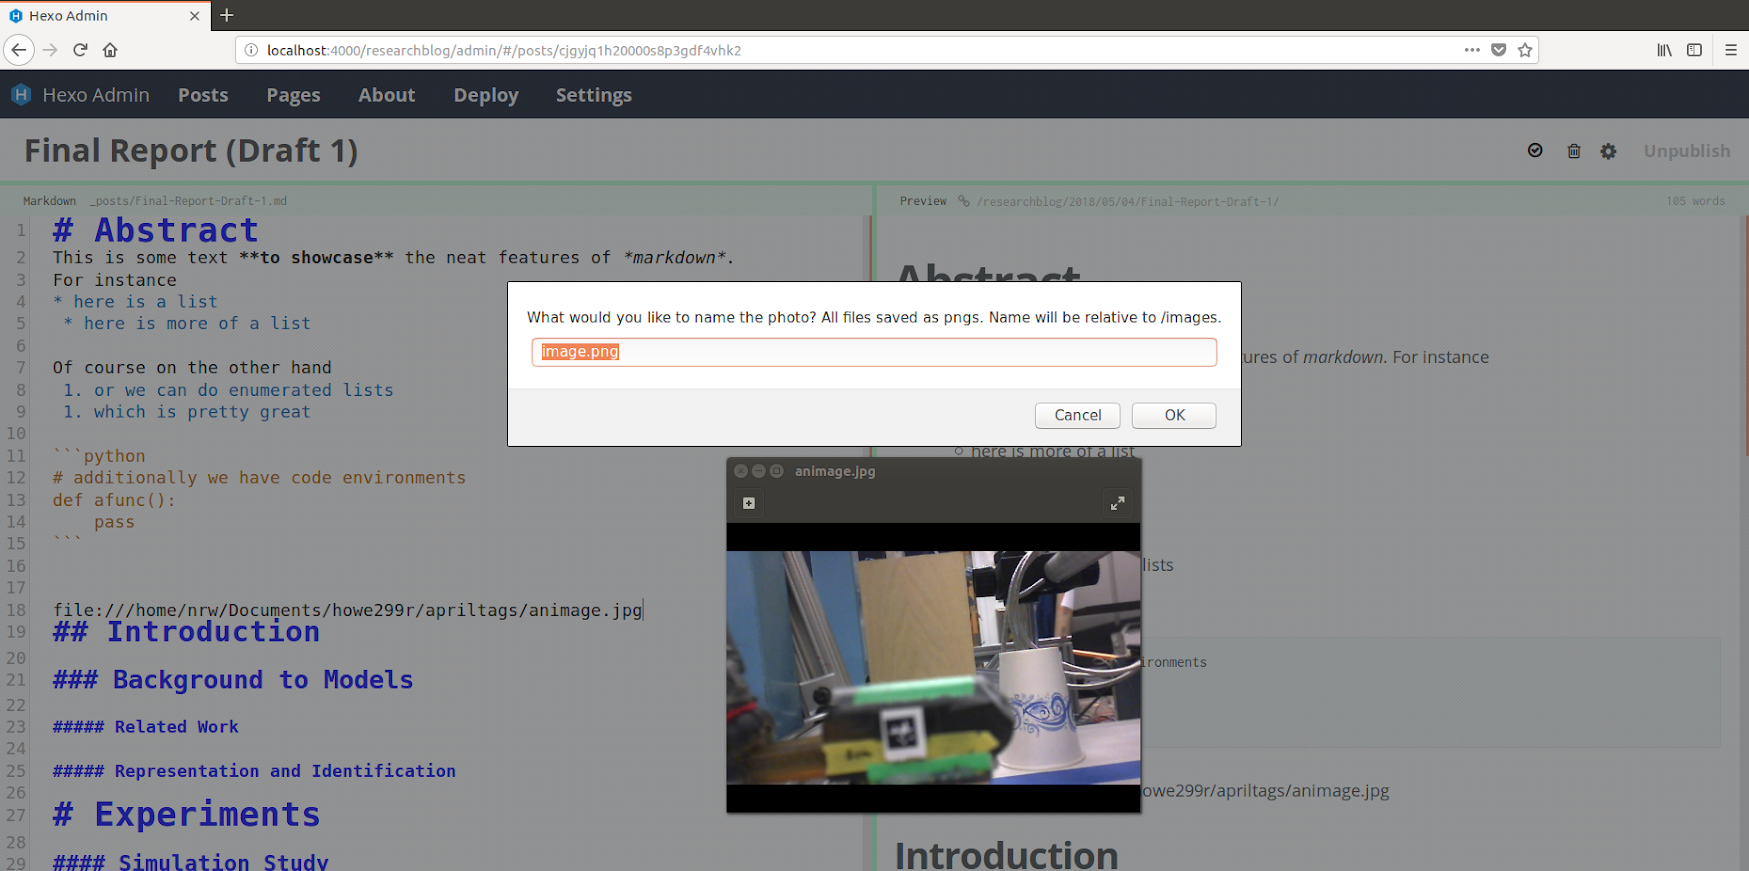 Hexo Admin
localhost:4000/researchblog/admin/#/posts/cjgyjq1h20000s8p3gdf4vhk2
Hexo Admin Posts Pages About Deploy Settings
Final Report (Draft 1)
Unpublish
Markdown _posts/Final-Report-Draft-1.md
1 # Abstract
2 This is some text **to showcase** the neat features of *markdown*.
3 For instance
4 * here is a list
5 * here is more of a list
6
7 Of course on the other hand
8 1. or we can do enumerated lists
9 1. which is pretty great
10
11 ```python
12 # additionally we have code environments
13 def afunc():
14 pass
15 ```
16
17
18 file:///home/nrw/Documents/howe299r/apriltags/animage.jpg
19 ## Introduction
20
21 ### Background to Models
22
23 ##### Related Work
24
25 ##### Representation and Identification
26
27 # Experiments
28
29 #### Simulation Study
Preview /researchblog/2018/05/04/Final-Report-Draft-1/ 105 words
Abstract
What would you like to name the photo? All files saved as pngs. Name will be relative to /images.
image.png
Cancel OK
ures of markdown. For instance
here is more of a list
animage.jpg
lists
ironments
owe299r/apriltags/animage.jpg
Introduction